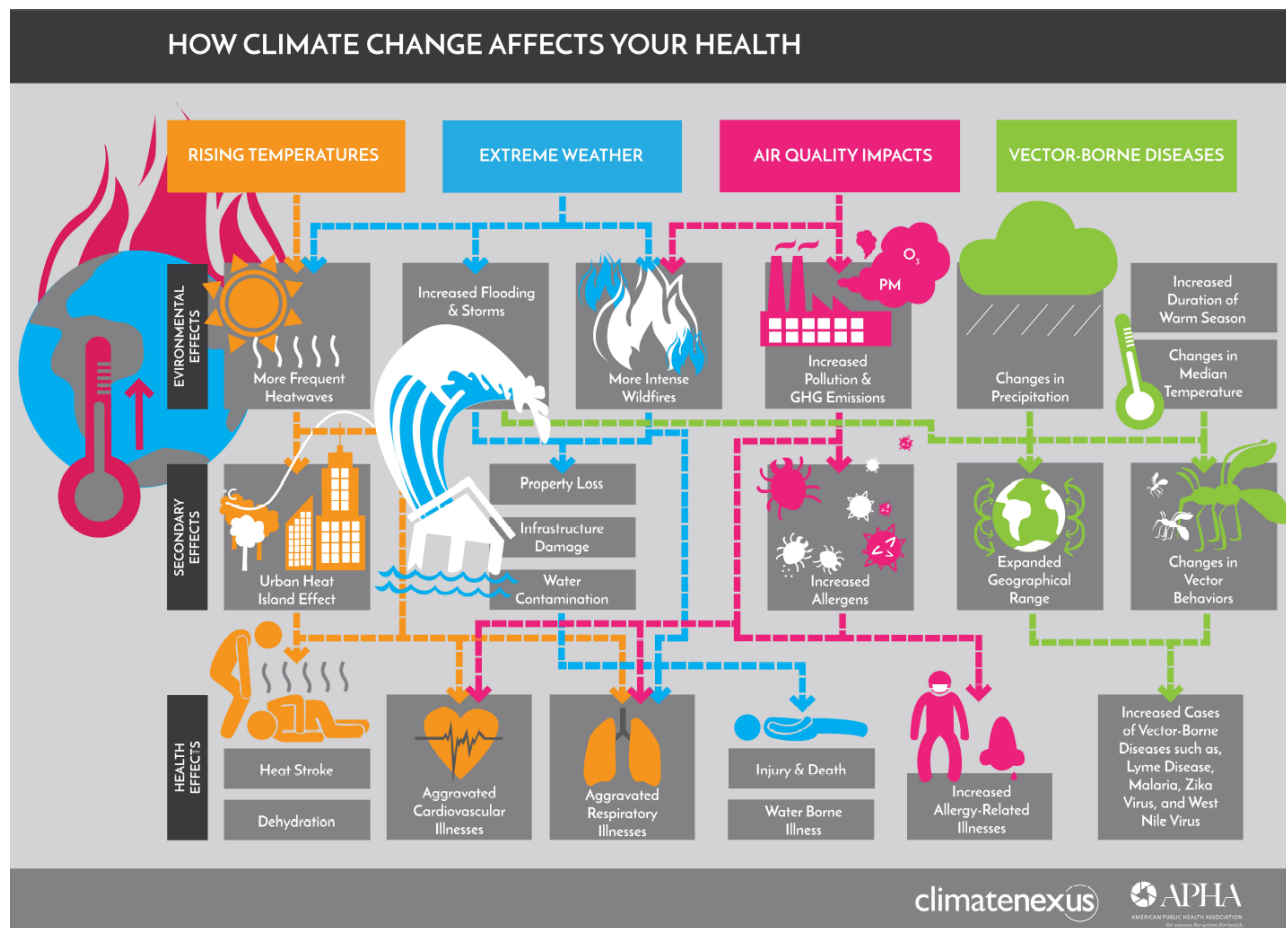 HOW CLIMATE CHANGE AFFECTS YOUR HEALTH
RISING TEMPERATURES
EXTREME WEATHER
AIR QUALITY IMPACTS
VECTOR-BORNE DISEASES
EVIRONMENTAL
EFFECTS
More Frequent
Heatwaves
Increased Flooding
& Storms
More Intense
Wildfires
O3
PM
Increased
Pollution &
GHG Emissions
Changes in
Precipitation
Increased
Duration of
Warm Season
Changes in
Median
Temperature
SECONDARY
EFFECTS
°C
Urban Heat
Island Effect
Property Loss
Infrastructure
Damage
Water
Contamination
Increased
Allergens
Expanded
Geographical
Range
Changes in
Vector
Behaviors
HEALTH
EFFECTS
Heat Stroke
Dehydration
Aggravated
Cardiovascular
Illnesses
Aggravated
Respiratory
Illnesses
Injury & Death
Water Borne
Illness
Increased
Allergy-Related
Illnesses
Increased Cases
of Vector-Borne
Diseases such as,
Lyme Disease,
Malaria, Zika
Virus, and West
Nile Virus
climatenexus
APHA
AMERICAN PUBLIC HEALTH ASSOCIATION